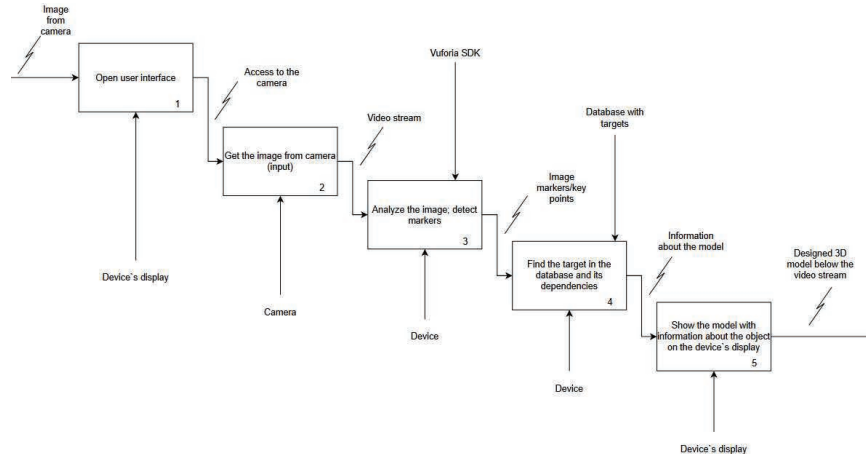 Image
from
camera
Open user interface
1
Access to the
camera
Device`s display
Get the image from camera
(input)
2
Video stream
Camera
Vuforia SDK
Analyze the image; detect
markers
3
Image
markers/key
points
Device
Database with
targets
Find the target in the
database and its
dependencies
4
Information
about the model
Device
Show the model with
information about the object
on the device`s display
5
Designed 3D
model below the
video stream
Device`s display